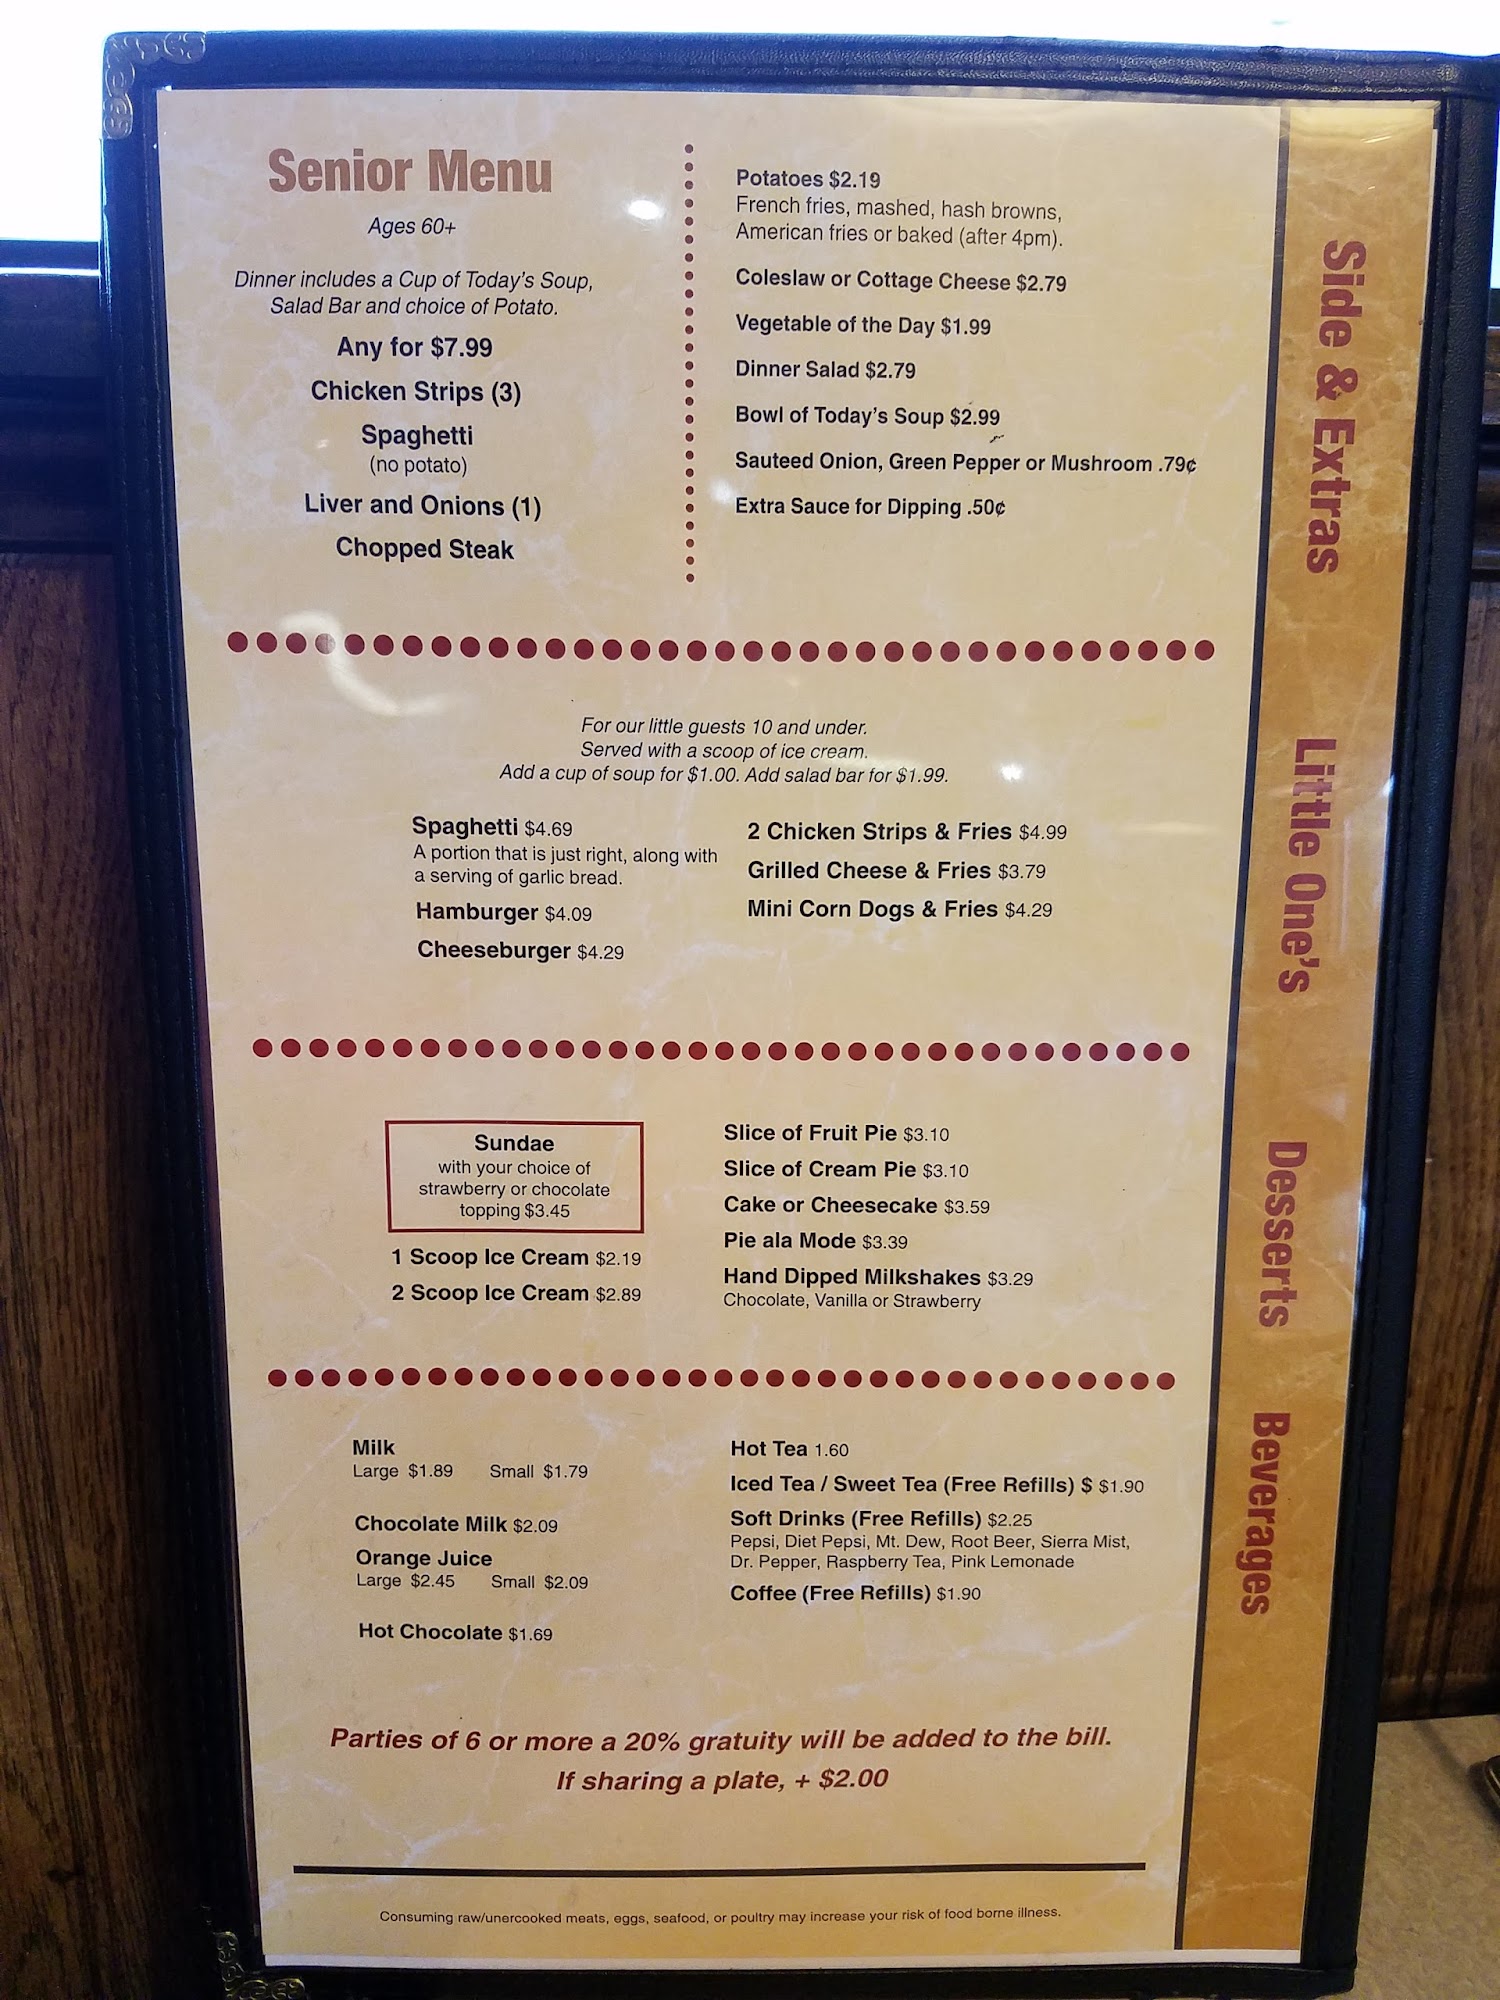 Senior Menu
Ages 60+
Dinner includes a Cup of Today's Soup,
Salad Bar and choice of Potato.
Any for $7.99
Chicken Strips (3)
Spaghetti
(no potato)
Liver and Onions (1)
Chopped Steak
Side & Extras
Potatoes $2.19
French fries, mashed, hash browns,
American fries or baked (after 4pm).
Coleslaw or Cottage Cheese $2.79
Vegetable of the Day $1.99
Dinner Salad $2.79
Bowl of Today's Soup $2.99
Sauteed Onion, Green Pepper or Mushroom .79¢
Extra Sauce for Dipping .50¢
Little One's
For our little guests 10 and under.
Served with a scoop of ice cream.
Add a cup of soup for $1.00. Add salad bar for $1.99.
Spaghetti $4.69
A portion that is just right, along with
a serving of garlic bread.
Hamburger $4.09
Cheeseburger $4.29
2 Chicken Strips & Fries $4.99
Grilled Cheese & Fries $3.79
Mini Corn Dogs & Fries $4.29
Desserts
Sundae
with your choice of
strawberry or chocolate
topping $3.45
1 Scoop Ice Cream $2.19
2 Scoop Ice Cream $2.89
Slice of Fruit Pie $3.10
Slice of Cream Pie $3.10
Cake or Cheesecake $3.59
Pie ala Mode $3.39
Hand Dipped Milkshakes $3.29
Chocolate, Vanilla or Strawberry
Beverages
Milk
Large $1.89 Small $1.79
Chocolate Milk $2.09
Orange Juice
Large $2.45 Small $2.09
Hot Chocolate $1.69
Hot Tea 1.60
Iced Tea / Sweet Tea (Free Refills) $ $1.90
Soft Drinks (Free Refills) $2.25
Pepsi, Diet Pepsi, Mt. Dew, Root Beer, Sierra Mist,
Dr. Pepper, Raspberry Tea, Pink Lemonade
Coffee (Free Refills) $1.90
Parties of 6 or more a 20% gratuity will be added to the bill.
If sharing a plate, + $2.00
Consuming raw/unercooked meats, eggs, seafood, or poultry may increase your risk of food borne illness.